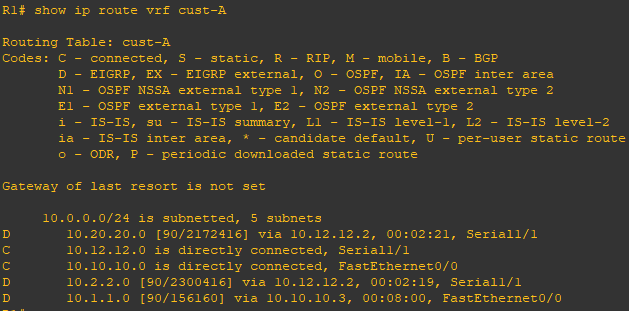 R1# show ip route vrf cust-A
Routing Table: cust-A
Codes: C - connected, S - static, R - RIP, M - mobile, B - BGP
D - EIGRP, EX - EIGRP external, O - OSPF, IA - OSPF inter area
N1 - OSPF NSSA external type 1, N2 - OSPF NSSA external type 2
E1 - OSPF external type 1, E2 - OSPF external type 2
i - IS-IS, su - IS-IS summary, L1 - IS-IS level-1, L2 - IS-IS level-2
ia - IS-IS inter area, * - candidate default, U - per-user static route
o - ODR, P - periodic downloaded static route
Gateway of last resort is not set
10.0.0.0/24 is subnetted, 5 subnets
D 10.20.20.0 [90/2172416] via 10.12.12.2, 00:02:21, Serial1/1
C 10.12.12.0 is directly connected, Serial1/1
C 10.10.10.0 is directly connected, FastEthernet0/0
D 10.2.2.0 [90/2300416] via 10.12.12.2, 00:02:19, Serial1/1
D 10.1.1.0 [90/156160] via 10.10.10.3, 00:08:00, FastEthernet0/0